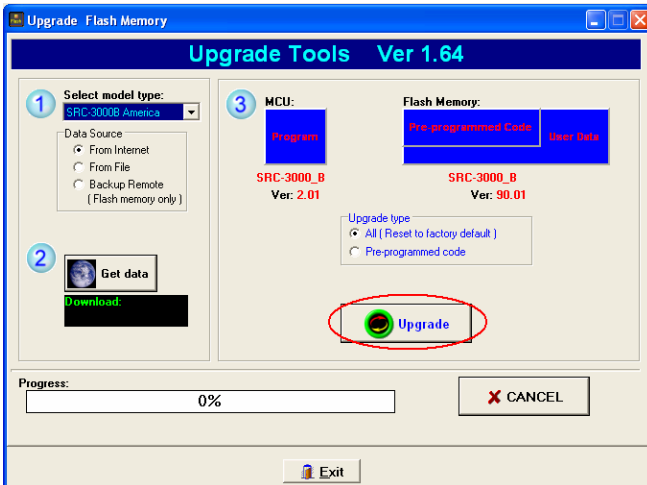 Upgrade Flash Memory
Upgrade Tools Ver 1.64
1
Select model type:
SRC-3000B America
Data Source
From Internet
From File
Backup Remote
( Flash memory only )
2
Get data
Download:
3
MCU:
Program
SRC-3000_B
Ver: 2.01
Flash Memory:
Pre-programmed Code
User Data
SRC-3000_B
Ver: 90.01
Upgrade type
All ( Reset to factory default )
Pre-programmed code
Upgrade
Progress:
0%
CANCEL
Exit